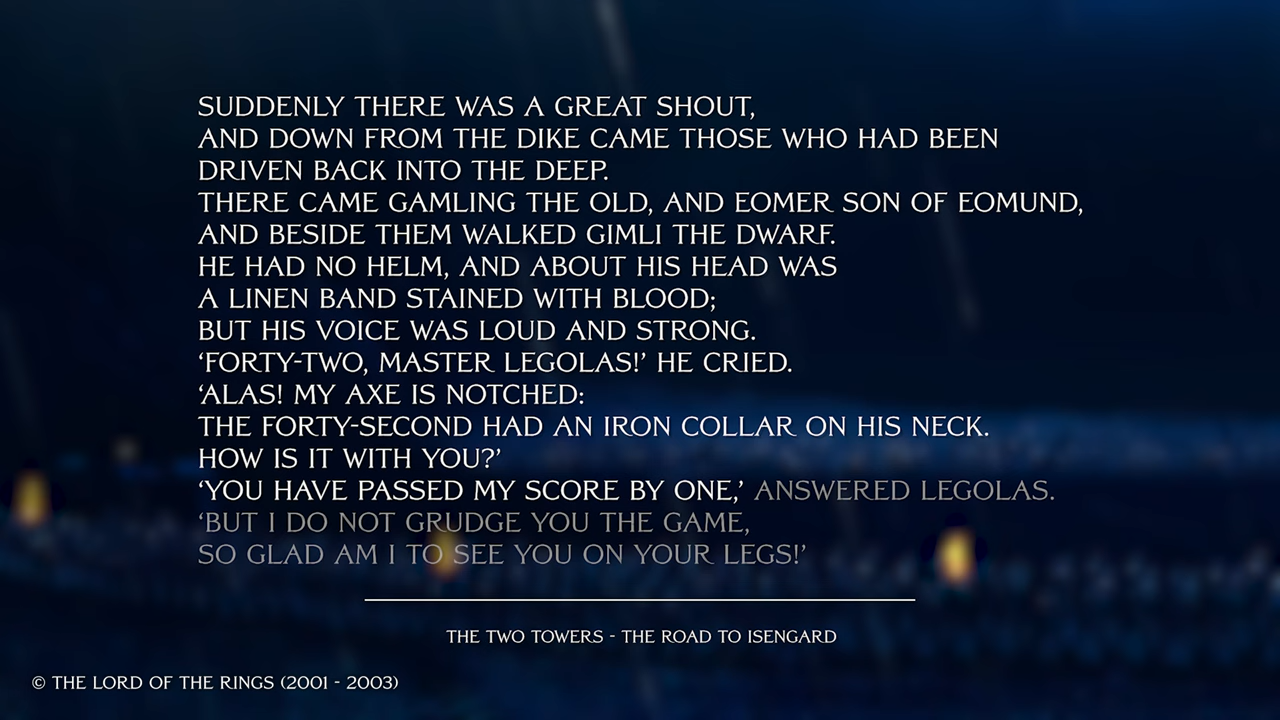 SUDDENLY THERE WAS A GREAT SHOUT,
AND DOWN FROM THE DIKE CAME THOSE WHO HAD BEEN
DRIVEN BACK INTO THE DEEP.
THERE CAME GAMLING THE OLD, AND EOMER SON OF EOMUND,
AND BESIDE THEM WALKED GIMLI THE DWARF.
HE HAD NO HELM, AND ABOUT HIS HEAD WAS
A LINEN BAND STAINED WITH BLOOD;
BUT HIS VOICE WAS LOUD AND STRONG.
‘FORTY-TWO, MASTER LEGOLAS!’ HE CRIED.
‘ALAS! MY AXE IS NOTCHED:
THE FORTY-SECOND HAD AN IRON COLLAR ON HIS NECK.
HOW IS IT WITH YOU?’
‘YOU HAVE PASSED MY SCORE BY ONE,’ ANSWERED LEGOLAS.
‘BUT I DO NOT GRUDGE YOU THE GAME,
SO GLAD AM I TO SEE YOU ON YOUR LEGS!’
THE TWO TOWERS - THE ROAD TO ISENGARD
© THE LORD OF THE RINGS (2001 - 2003)